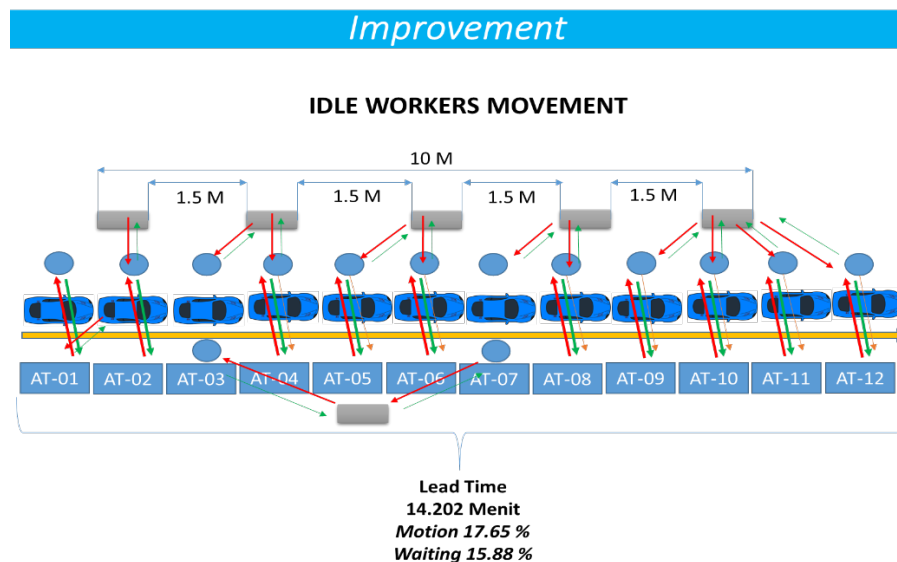 Improvement
IDLE WORKERS MOVEMENT
10 M
1.5 M 1.5 M 1.5 M 1.5 M
AT-01 AT-02 AT-03 AT-04 AT-05 AT-06 AT-07 AT-08 AT-09 AT-10 AT-11 AT-12
Lead Time
14.202 Menit
Motion 17.65 %
Waiting 15.88 %